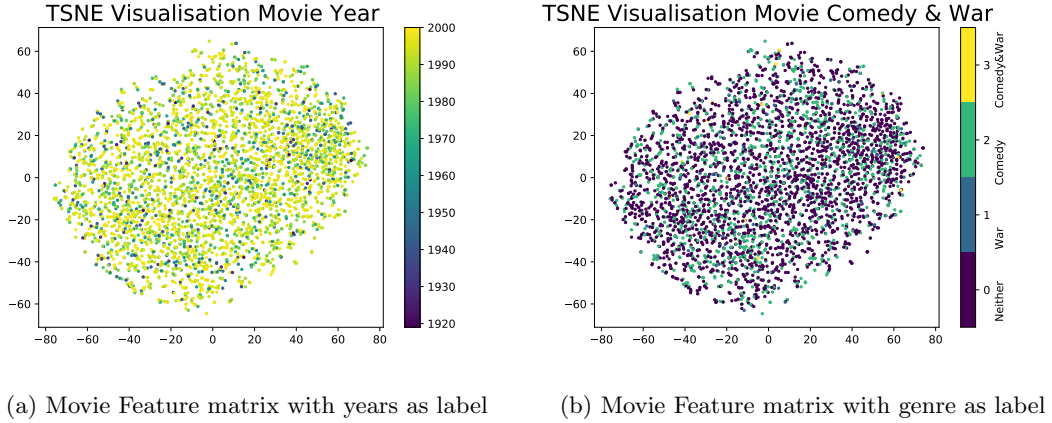 TSNE Visualisation Movie Year
60
40
20
0
−20
−40
−60
−80 −60 −40 −20 0 20 40 60 80
2000
1990
1980
1970
1960
1950
1940
1930
1920
(a) Movie Feature matrix with years as label
TSNE Visualisation Movie Comedy & War
60
40
20
0
−20
−40
−60
−80 −60 −40 −20 0 20 40 60 80
3 Comedy&War
2 Comedy
1 War
0 Neither
(b) Movie Feature matrix with genre as label